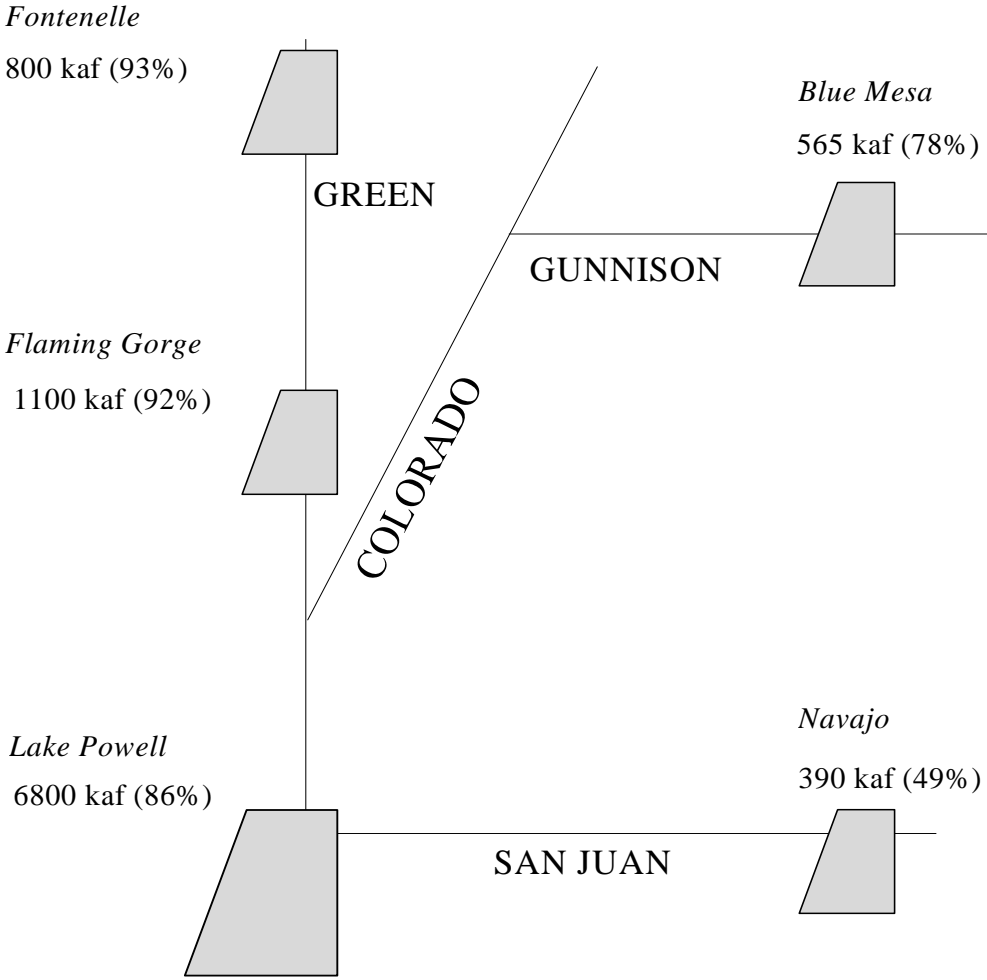 Fontenelle
800 kaf (93%)
GREEN
Blue Mesa
565 kaf (78%)
GUNNISON
Flaming Gorge
1100 kaf (92%)
COLORADO
Lake Powell
6800 kaf (86%)
SAN JUAN
Navajo
390 kaf (49%)